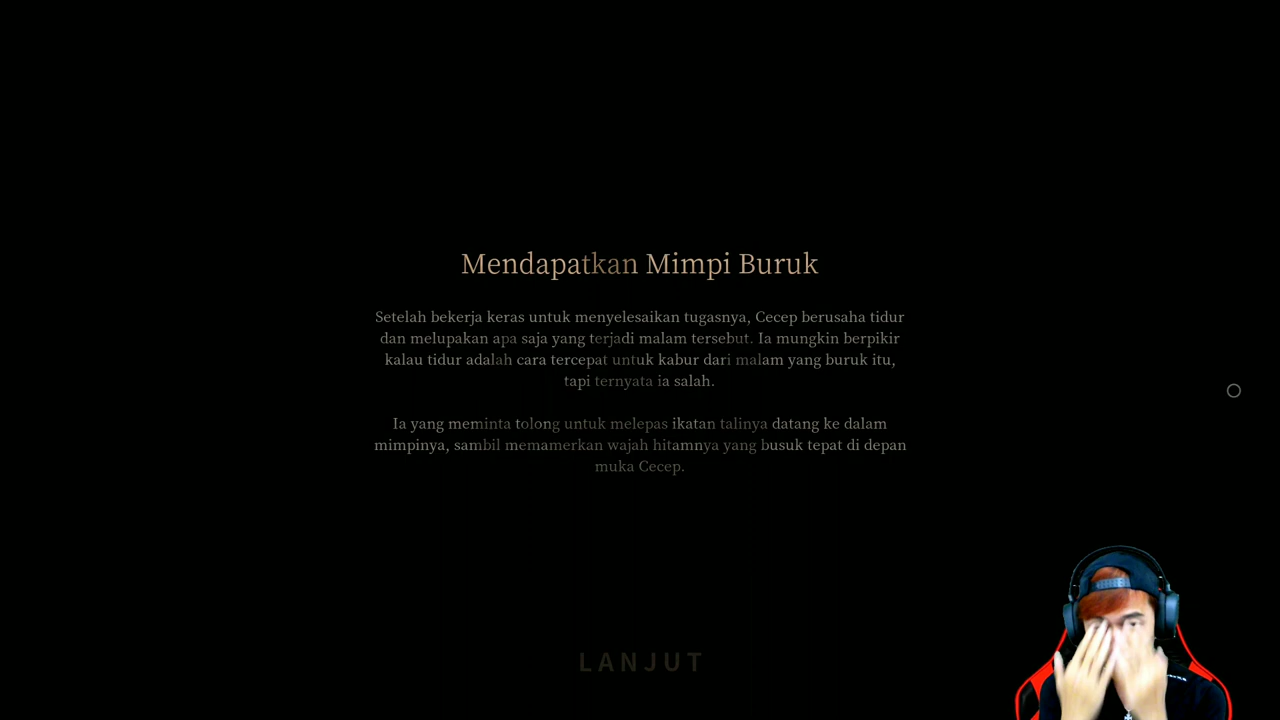 Mendapatkan Mimpi Buruk
Setelah bekerja keras untuk menyelesaikan tugasnya, Cecep berusaha tidur
dan melupakan apa saja yang terjadi malam tersebut. Ia mungkin berpikir
kalau tidur adalah cara tercepat untuk kabur dari malam yang buruk itu,
tapi ternyata ia salah.
Ia yang meminta tolong untuk melepas ikatan talinya datang ke dalam
mimpinya, sambil memamerkan wajah hitamnya yang busuk tepat di depan
muka Cecep.
LANJUT